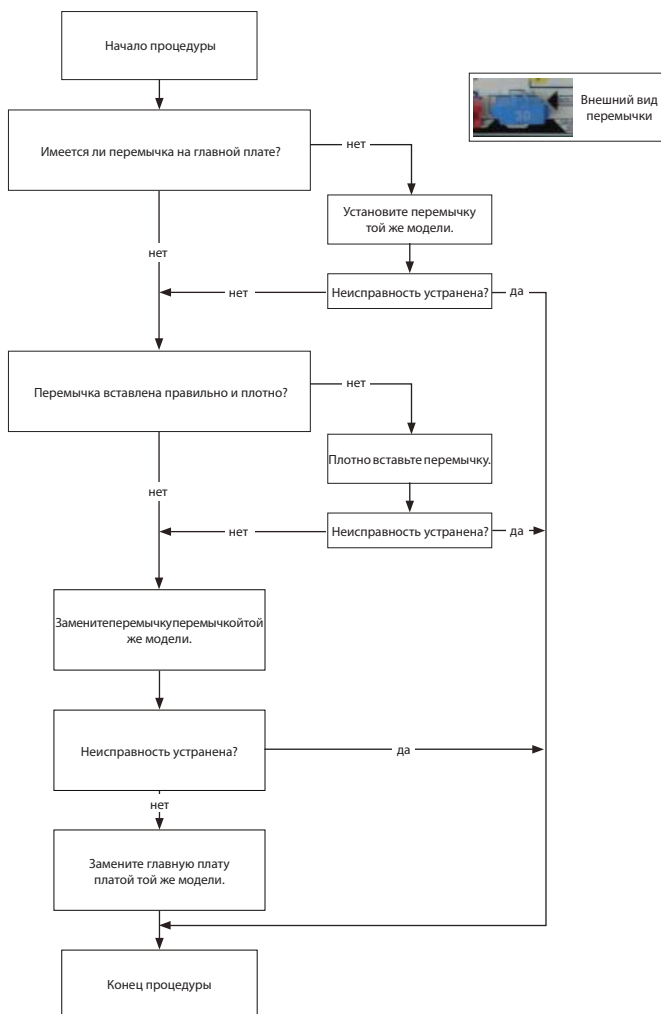 Начало процедуры
Внешний вид
перемычки
Имеется ли перемычка на главной плате?
нет
Установите перемычку
той же модели.
нет
Неисправность устранена?
да
нет
Перемычка вставлена правильно и плотно?
нет
Плотно вставьте перемычку.
нет
Неисправность устранена?
да
нет
Заменитеперемычкуперемычкойтой
же модели.
Неисправность устранена?
да
нет
Замените главную плату
платой той же модели.
Конец процедуры
30